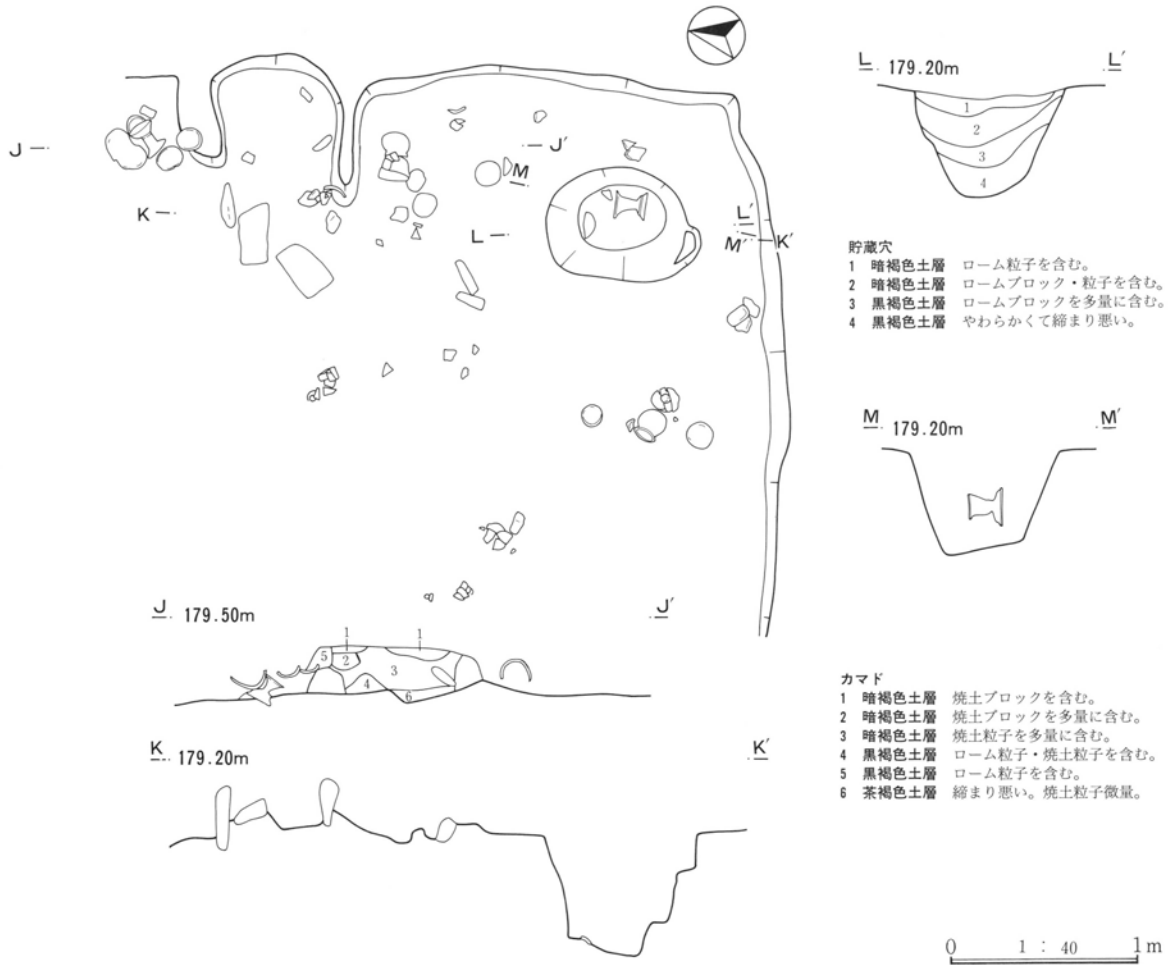 L 179.20m L′
1
2
3
4
貯蔵穴
1 暗褐色土層 ローム粒子を含む。
2 暗褐色土層 ロームブロック・粒子を含む。
3 黒褐色土層 ロームブロックを多量に含む。
4 黒褐色土層 やわらかくて締まり悪い。
J
J′
M
K
L
L′
M′ K′
M 179.20m M′
J 179.50m J′
1 1
5 2 3
4 6
K 179.20m K′
カマド
1 暗褐色土層 焼土ブロックを含む。
2 暗褐色土層 焼土ブロックを多量に含む。
3 暗褐色土層 焼土粒子を多量に含む。
4 黒褐色土層 ローム粒子・焼土粒子を含む。
5 黒褐色土層 ローム粒子を含む。
6 茶褐色土層 締まり悪い。焼土粒子微量。
0 1 : 40 1m